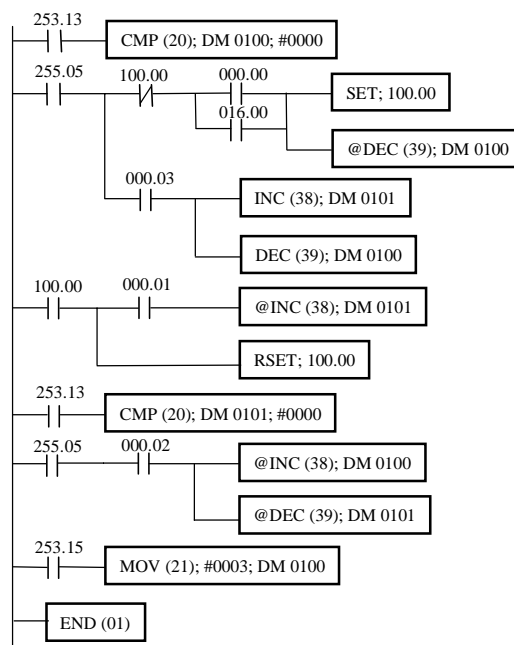 253.13
CMP (20); DM 0100; #0000
255.05
100.00
000.00
SET; 100.00
016.00
@DEC (39); DM 0100
000.03
INC (38); DM 0101
DEC (39); DM 0100
100.00
000.01
@INC (38); DM 0101
RSET; 100.00
253.13
CMP (20); DM 0101; #0000
255.05
000.02
@INC (38); DM 0100
@DEC (39); DM 0101
253.15
MOV (21); #0003; DM 0100
END (01)